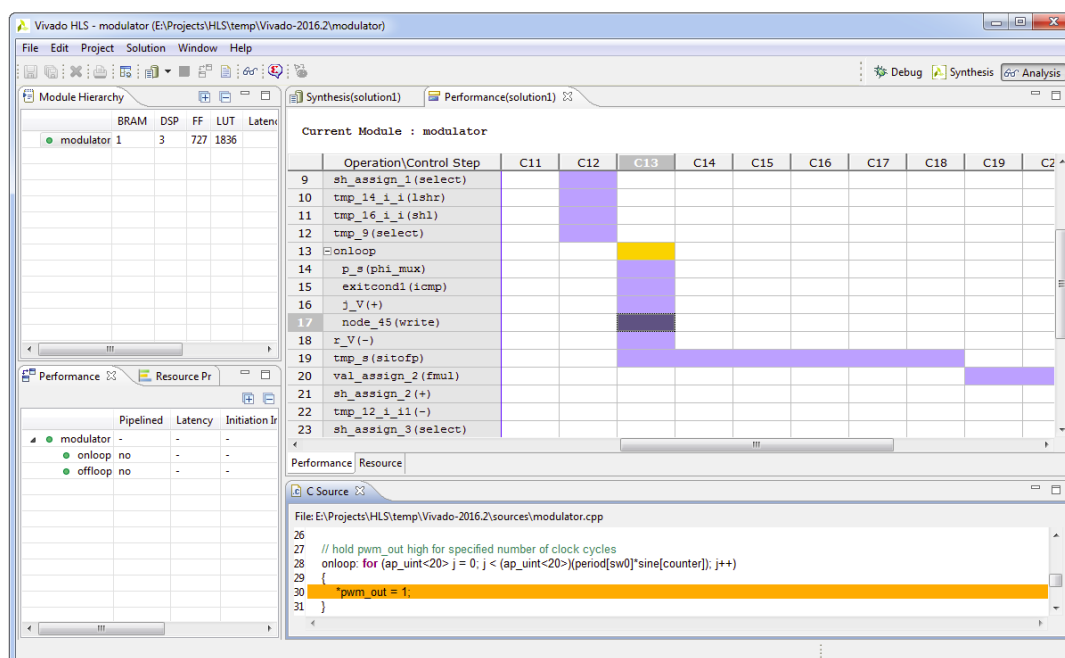 Vivado HLS - modulator (E:\Projects\HLS\temp\Vivado-2016.2\modulator)
File Edit Project Solution Window Help
Debug Synthesis Analysis
Module Hierarchy
BRAM DSP FF LUT Latenc
modulator 1 3 727 1836
Performance Resource Pr
Pipelined Latency Initiation In
modulator - - -
onloop no - -
offloop no - -
Synthesis(solution1) Performance(solution1)
Current Module : modulator
Operation\Control Step C11 C12 C13 C14 C15 C16 C17 C18 C19 C2
9 sh_assign_1(select)
10 tmp_14_i_i(lshr)
11 tmp_16_i_i(shl)
12 tmp_9(select)
13 onloop
14 p_s(phi_mux)
15 exitcond1(icmp)
16 j_V(+)
17 node_45(write)
18 r_V(-)
19 tmp_s(sitofp)
20 val_assign_2(fmul)
21 sh_assign_2(+)
22 tmp_12_i_i1(-)
23 sh_assign_3(select)
Performance Resource
C Source
File: E:\Projects\HLS\temp\Vivado-2016.2\sources\modulator.cpp
26
27 // hold pwm_out high for specified number of clock cycles
28 onloop: for (ap_uint<20> j = 0; j < (ap_uint<20>)(period[sw0]*sine[counter]); j++)
29 {
30 *pwm_out = 1;
31 }